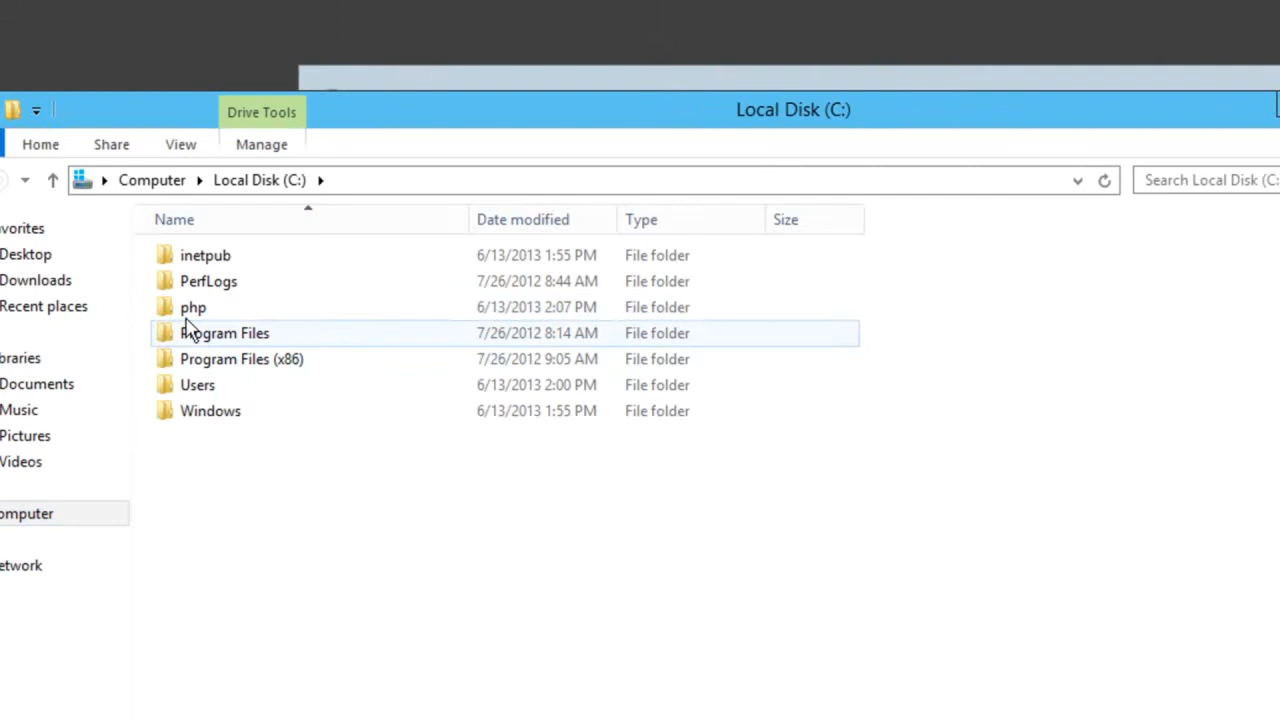 Drive Tools
Local Disk (C:)
Home Share View Manage
Computer Local Disk (C:)
Search Local Disk (C:
Name Date modified Type Size
avorites
Desktop
Downloads
Recent places
braries
Documents
Music
Pictures
Videos
omputer
etwork
inetpub 6/13/2013 1:55 PM File folder
PerfLogs 7/26/2012 8:44 AM File folder
php 6/13/2013 2:07 PM File folder
Program Files 7/26/2012 8:14 AM File folder
Program Files (x86) 7/26/2012 9:05 AM File folder
Users 6/13/2013 2:00 PM File folder
Windows 6/13/2013 1:55 PM File folder